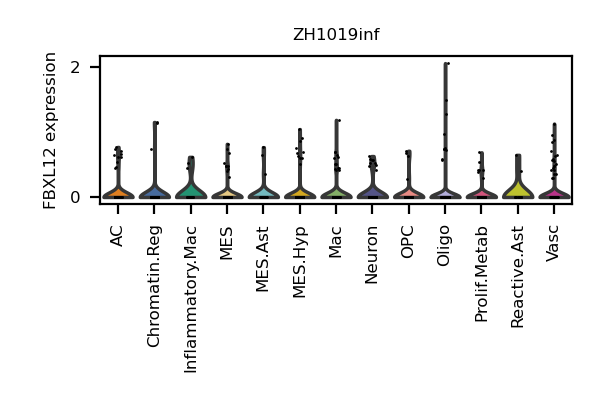 ZH1019inf
FBXL12 expression
2
0
AC
Chromatin.Reg
Inflammatory.Mac
MES
MES.Ast
MES.Hyp
Mac
Neuron
OPC
Oligo
Prolif.Metab
Reactive.Ast
Vasc